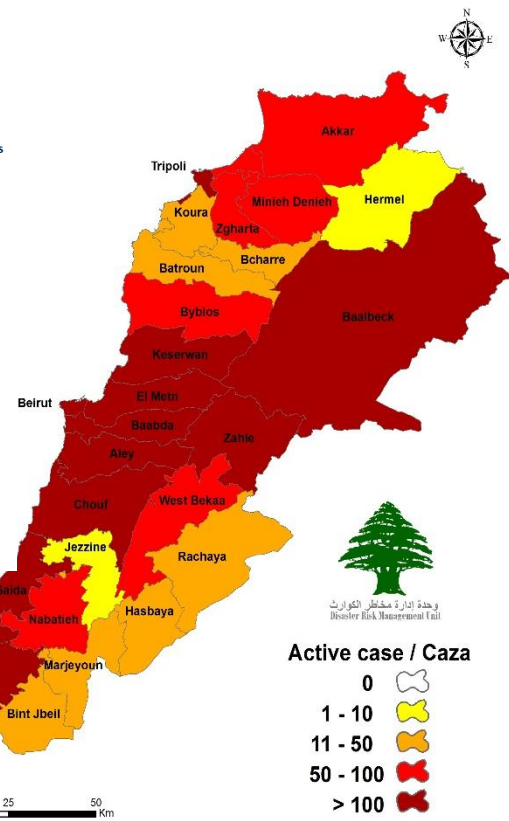 N
W E
S
s
Akkar
Tripoli
Hermel
Minieh Denieh
Koura
Zgharta
Bcharre
Batroun
Byblos
Baalbeck
Keserwan
El Metn
Beirut
Baabda
Zahle
Aley
West Bekaa
Chouf
Jezzine
Rachaya
Saida
Hasbaya
Nabatieh
Marjeyoun
Bint Jbeil
وحدة إدارة مخاطر الكوارث
Disaster Risk Management Unit
Active case / Caza
0
1 - 10
11 - 50
50 - 100
> 100
25 50
Km